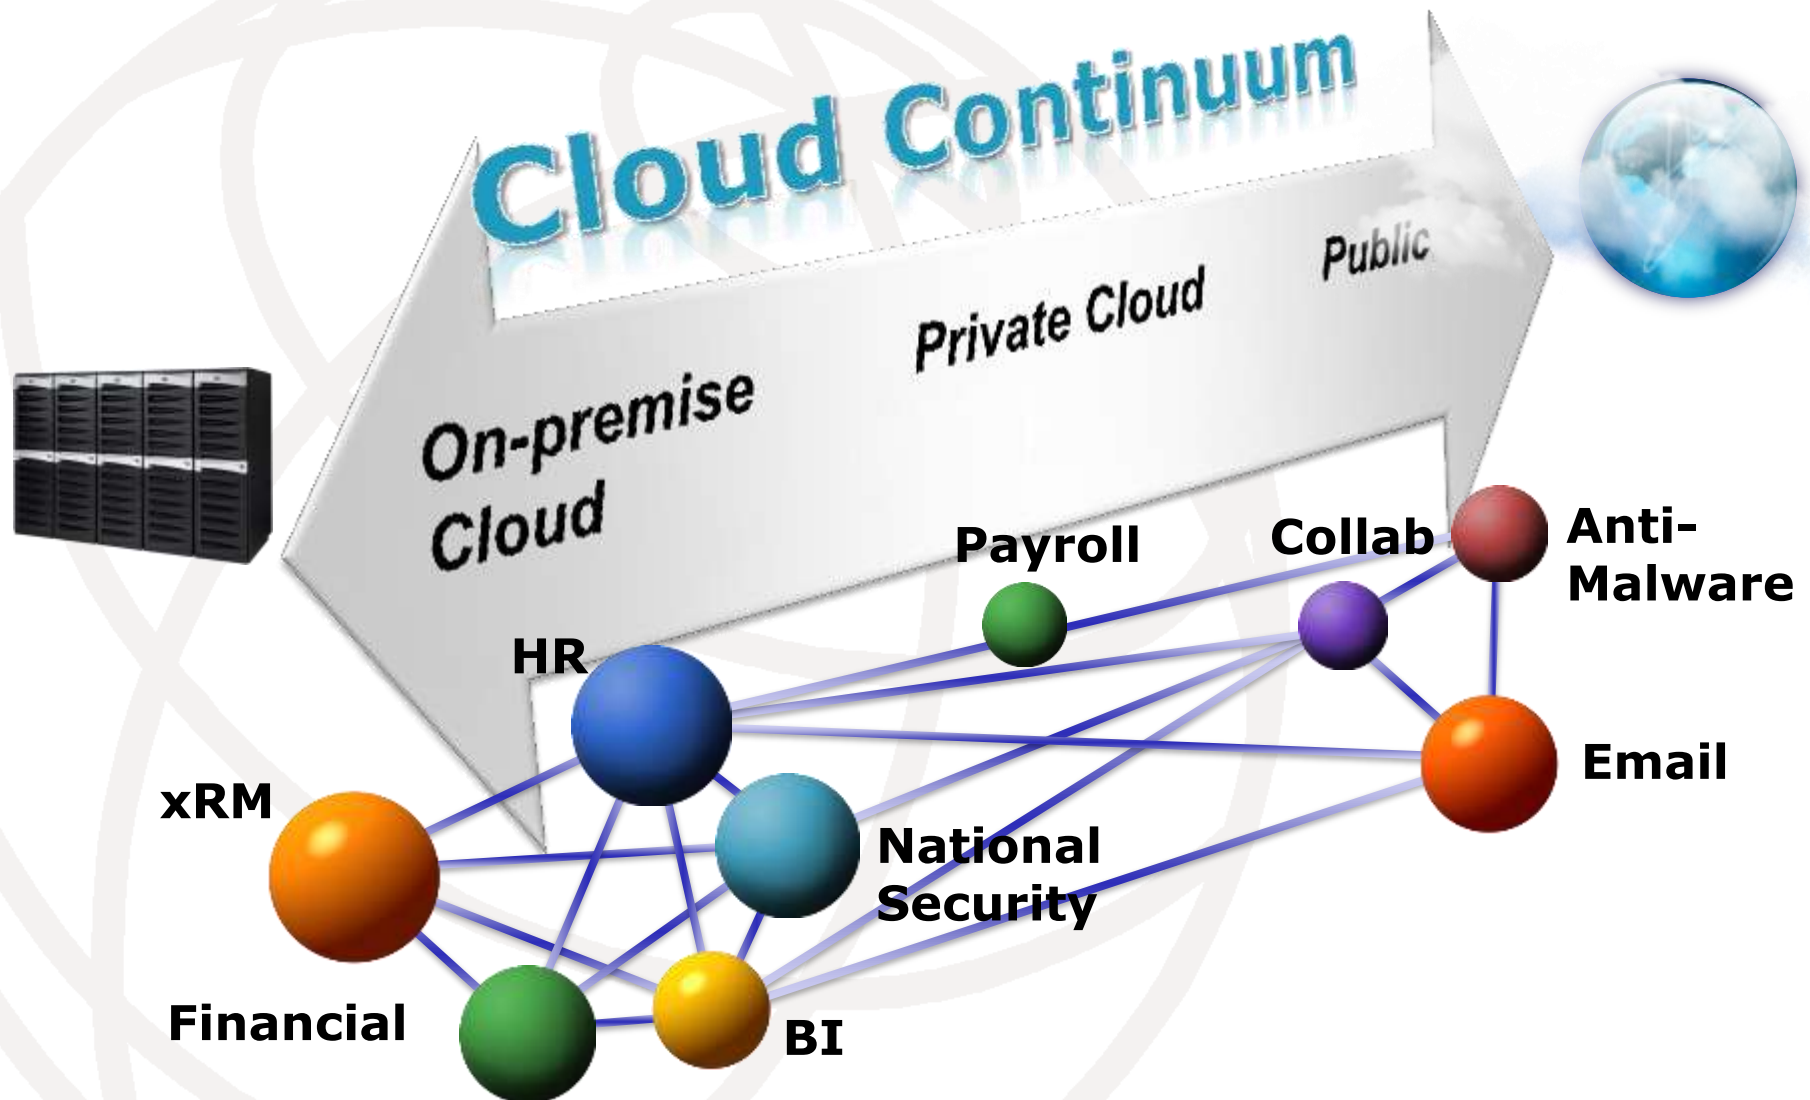 Cloud Continuum
Public
Private Cloud
On-premise
Cloud
Payroll
Collab
Anti-
Malware
HR
Email
xRM
National
Security
Financial
BI